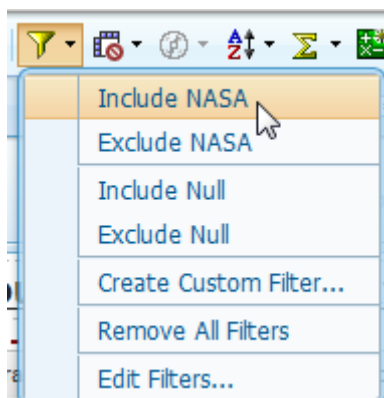 Include NASA
Exclude NASA
Include Null
Exclude Null
Create Custom Filter...
Remove All Filters
Edit Filters...